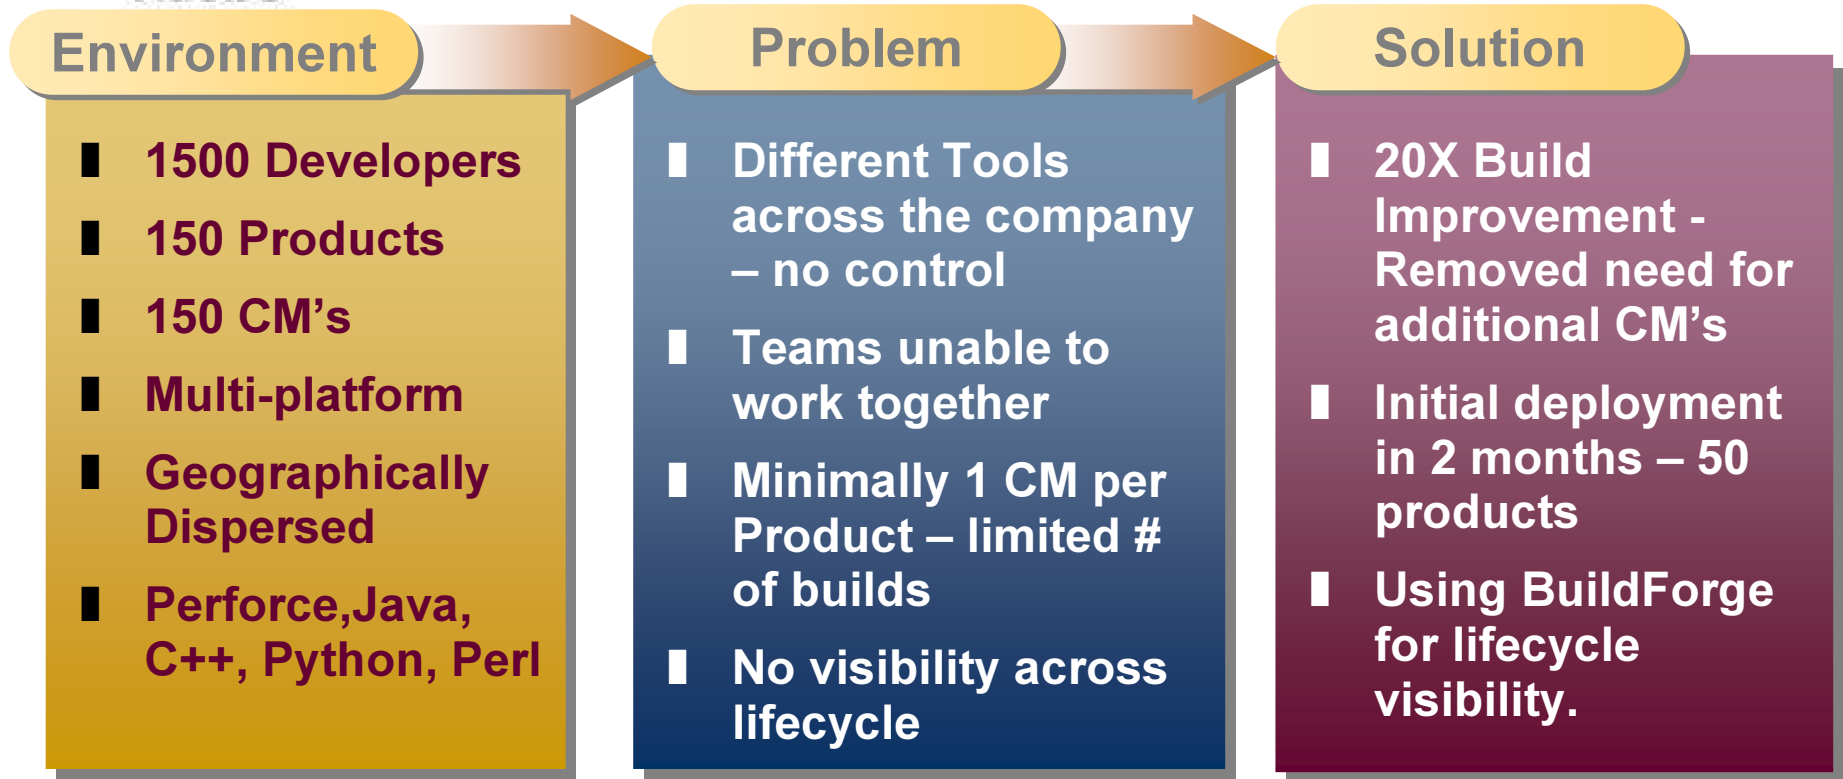 Environment
1500 Developers
150 Products
150 CM’s
Multi-platform
Geographically
Dispersed
Perforce,Java,
C++, Python, Perl
Problem
Different Tools
across the company
– no control
Teams unable to
work together
Minimally 1 CM per
Product – limited #
of builds
No visibility across
lifecycle
Solution
20X Build
Improvement -
Removed need for
additional CM’s
Initial deployment
in 2 months – 50
products
Using BuildForge
for lifecycle
visibility.